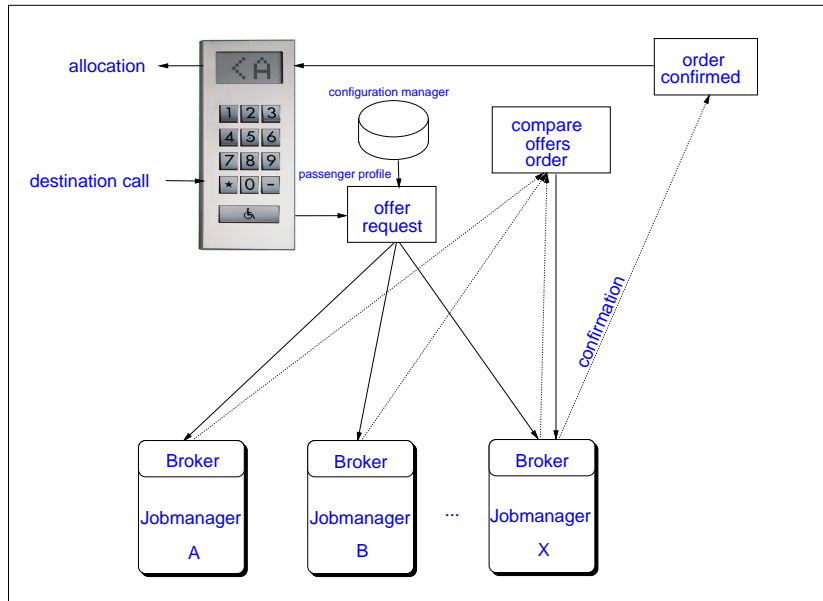 allocation
<A
order
confirmed
configuration manager
1 2 3
4 5 6
7 8 9
* 0 –
compare
offers
order
destination call
passenger profile
offer
request
confirmation
Broker
Jobmanager
A
Broker
Jobmanager
B
...
Broker
Jobmanager
X